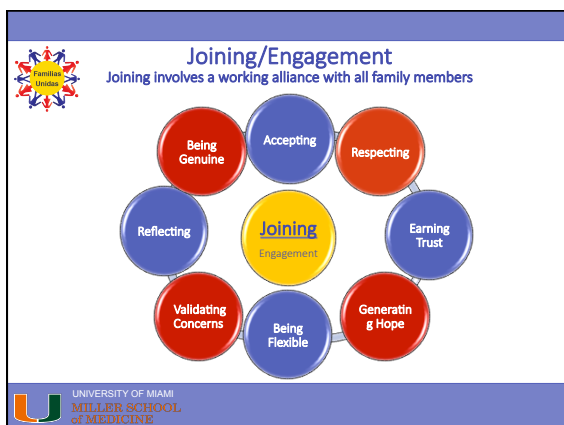 Joining/Engagement
Joining involves a working alliance with all family members
Familias
Unidas
Accepting
Respecting
Earning
Trust
Generatin
g Hope
Being
Flexible
Validating
Concerns
Reflecting
Being
Genuine
Joining
Engagement
UNIVERSITY OF MIAMI
MILLER SCHOOL
of MEDICINE